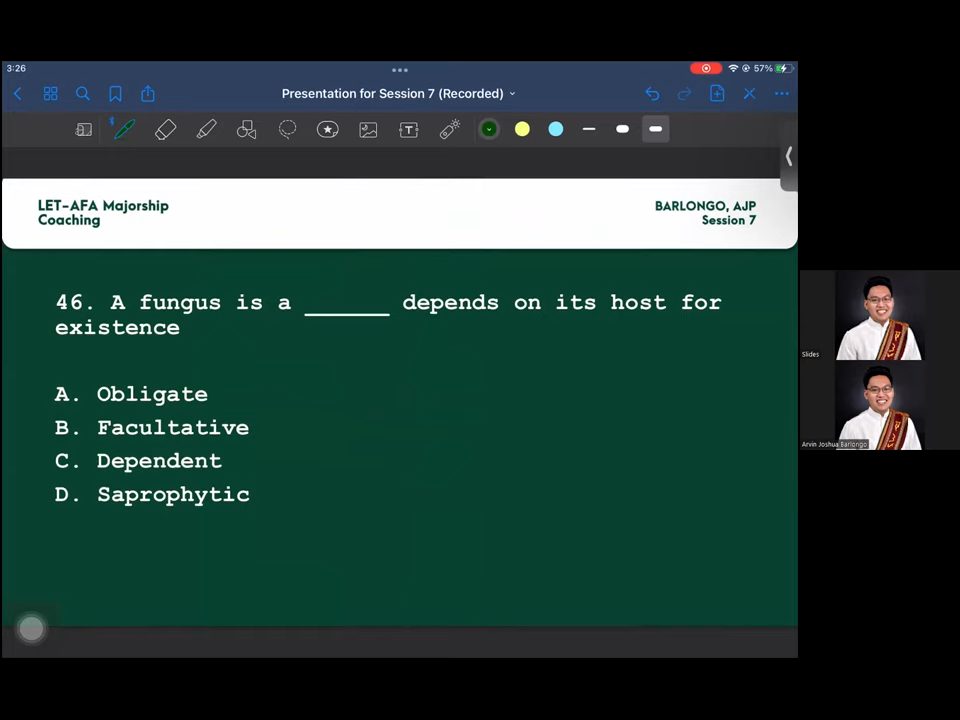 3:26
57%
Presentation for Session 7 (Recorded)
T
LET-AFA Majorship
Coaching
BARLONGO, AJP
Session 7
46. A fungus is a ______ depends on its host for
existence
A. Obligate
B. Facultative
C. Dependent
D. Saprophytic
Slides
Arvin Joshua Barlongo